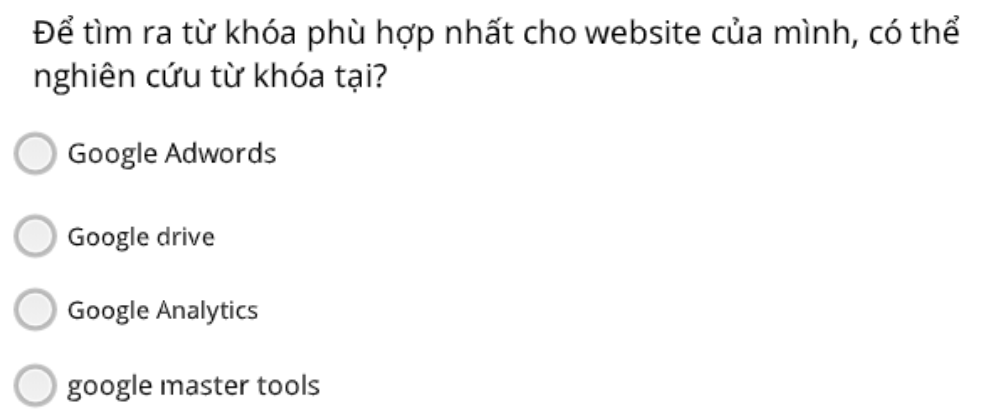 Để tìm ra từ khóa phù hợp nhất cho website của mình, có thể
nghiên cứu từ khóa tại?
Google Adwords
Google drive
Google Analytics
google master tools